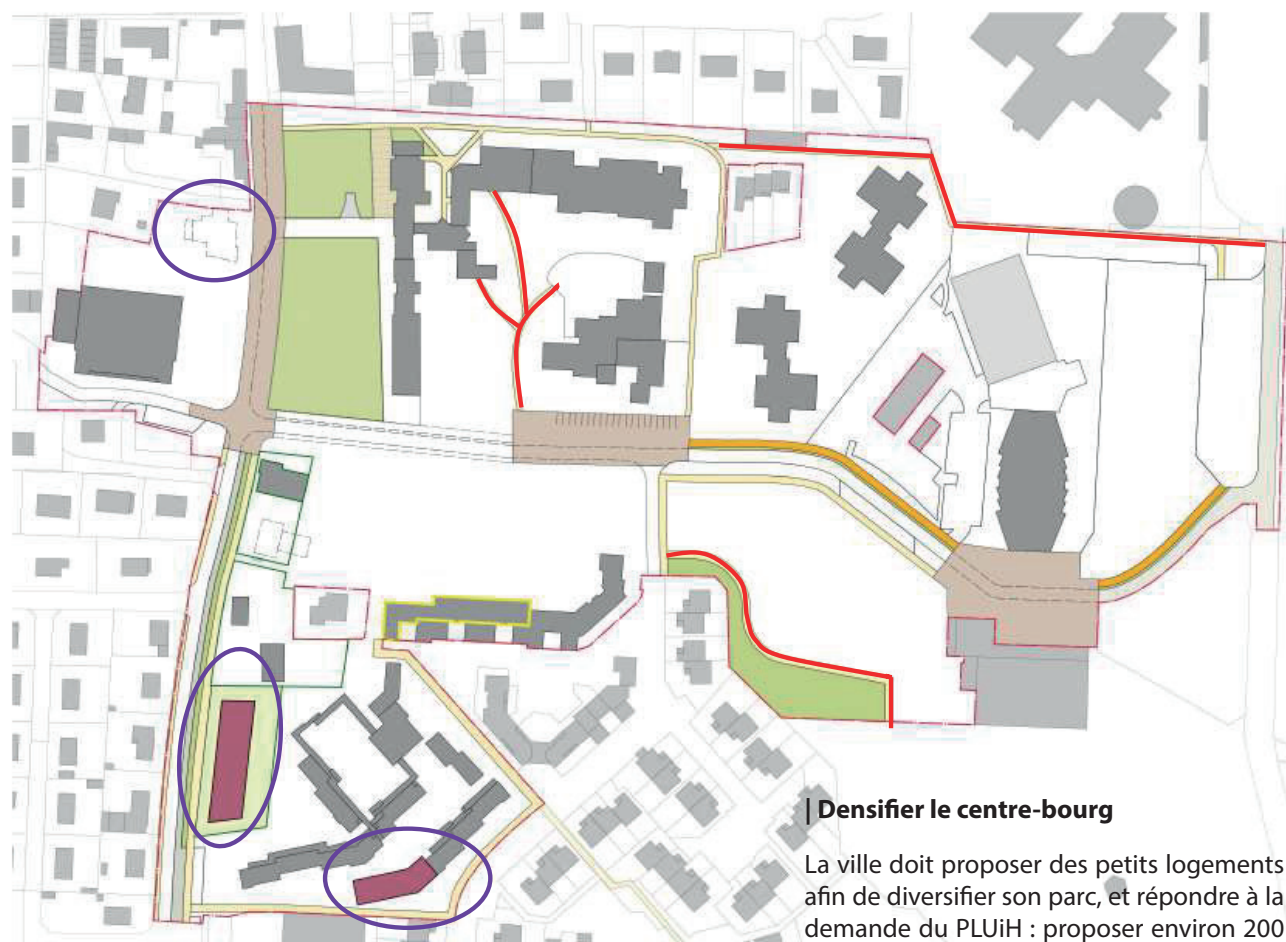 | Densifier le centre-bourg
La ville doit proposer des petits logements
afin de diversifier son parc, et répondre à la
demande du PLUiH : proposer environ 200